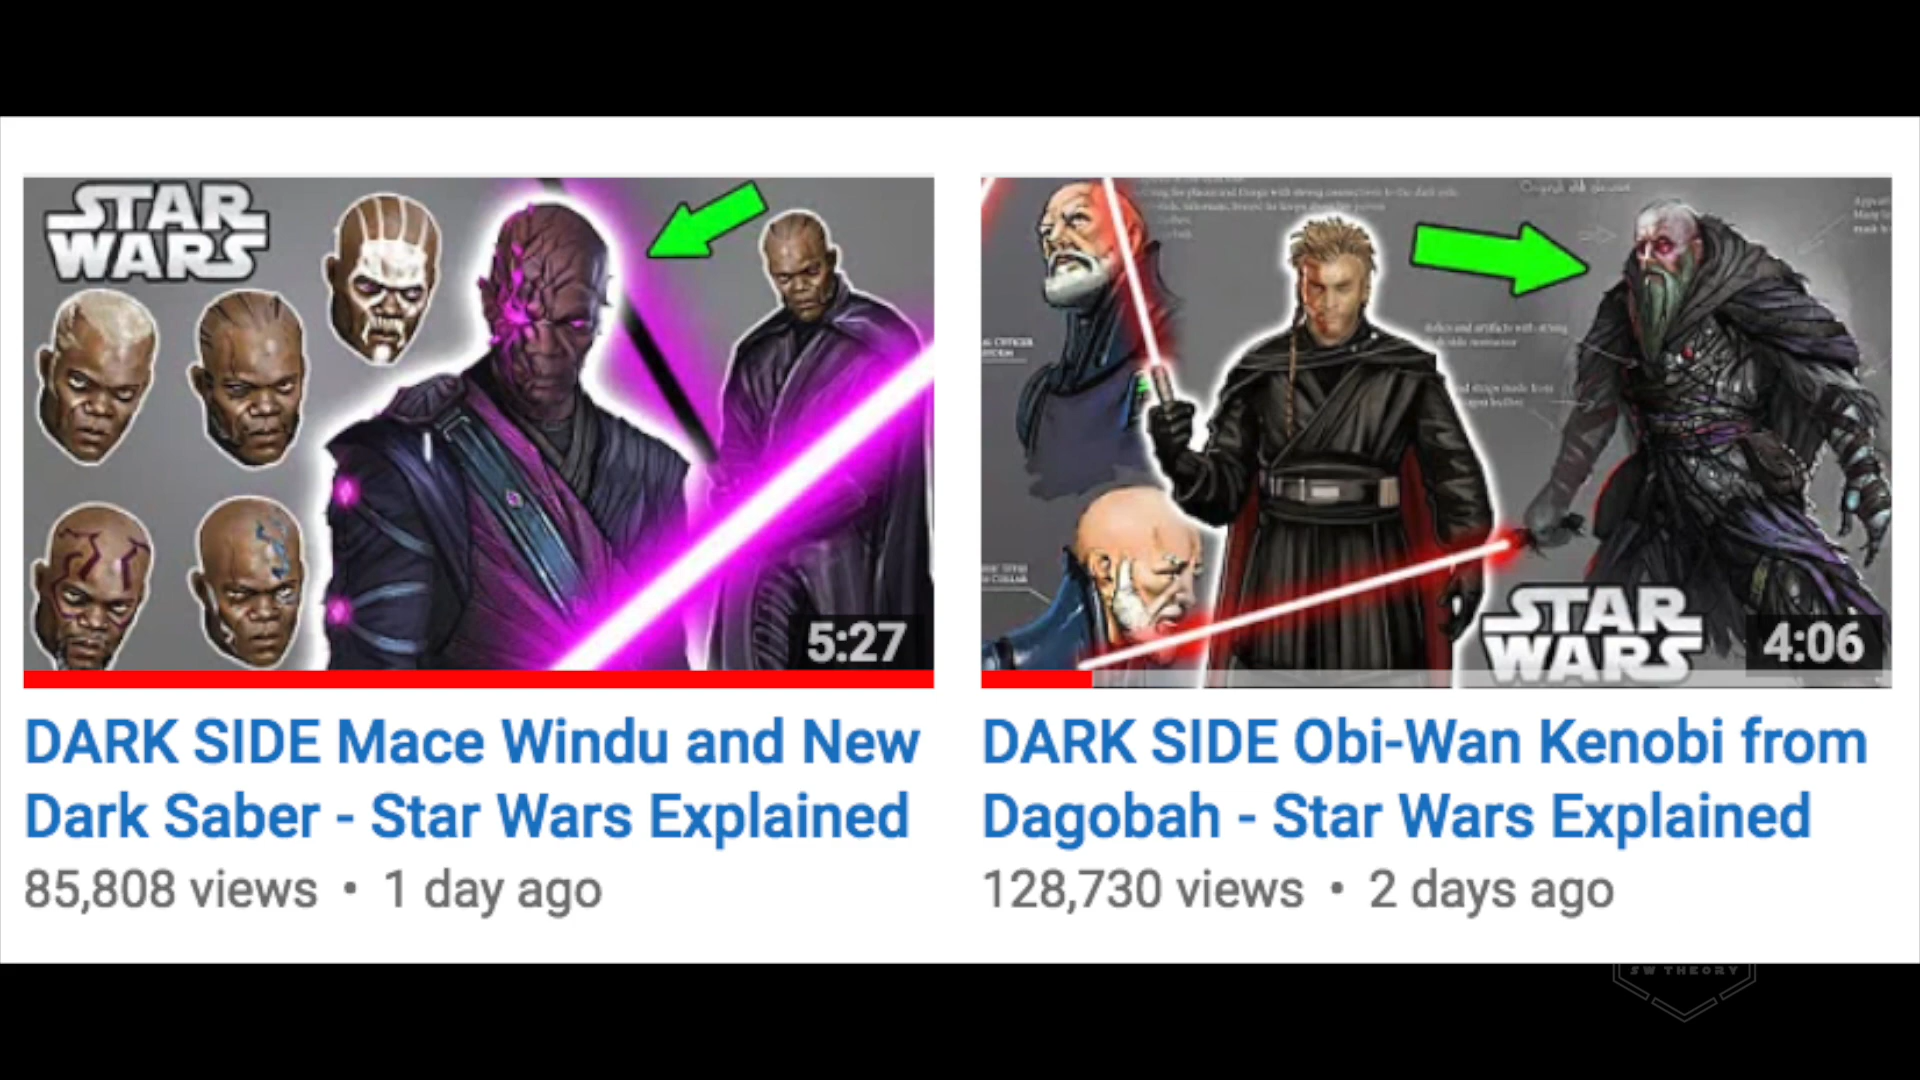 STAR
WARS
5:27
DARK SIDE Mace Windu and New
Dark Saber - Star Wars Explained
85,808 views • 1 day ago
STAR
WARS
4:06
DARK SIDE Obi-Wan Kenobi from
Dagobah - Star Wars Explained
128,730 views • 2 days ago
SW THEORY